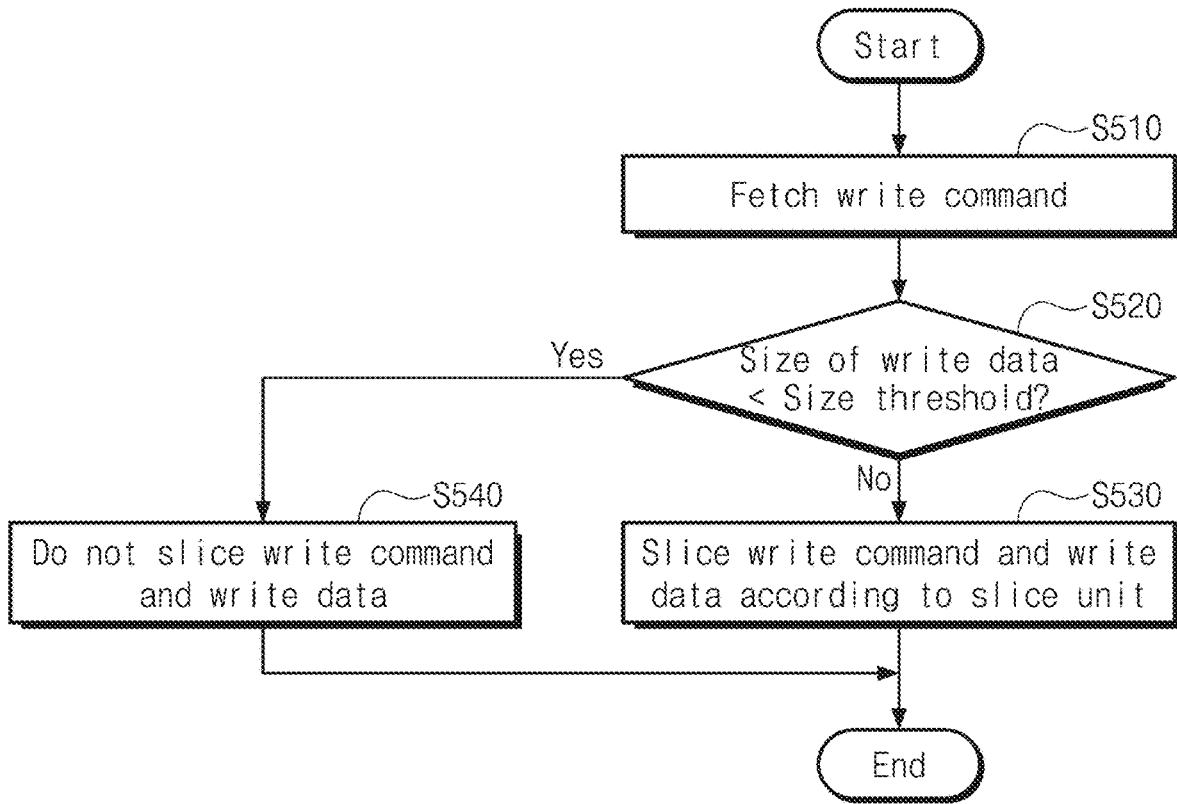 Start
S510
Fetch write command
S520
Size of write data
< Size threshold?
Yes
No
S540
Do not slice write command
and write data
S530
Slice write command and write
data according to slice unit
End